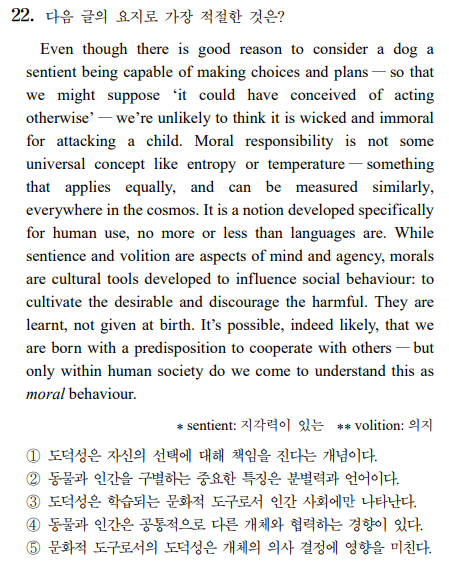 22. 다음 글의 요지로 가장 적절한 것은?
Even though there is good reason to consider a dog a
sentient being capable of making choices and plans — so that
we might suppose ‘it could have conceived of acting
otherwise’ — we’re unlikely to think it is wicked and immoral
for attacking a child. Moral responsibility is not some
universal concept like entropy or temperature — something
that applies equally, and can be measured similarly,
everywhere in the cosmos. It is a notion developed specifically
for human use, no more or less than languages are. While
sentience and volition are aspects of mind and agency, morals
are cultural tools developed to influence social behaviour: to
cultivate the desirable and discourage the harmful. They are
learnt, not given at birth. It’s possible, indeed likely, that we
are born with a predisposition to cooperate with others — but
only within human society do we come to understand this as
moral behaviour.
* sentient: 지각력이 있는 ** volition: 의지
① 도덕성은 자신의 선택에 대해 책임을 진다는 개념이다.
② 동물과 인간을 구별하는 중요한 특징은 분별력과 언어이다.
③ 도덕성은 학습되는 문화적 도구로서 인간 사회에만 나타난다.
④ 동물과 인간은 공통적으로 다른 개체와 협력하는 경향이 있다.
⑤ 문화적 도구로서의 도덕성은 개체의 의사 결정에 영향을 미친다.